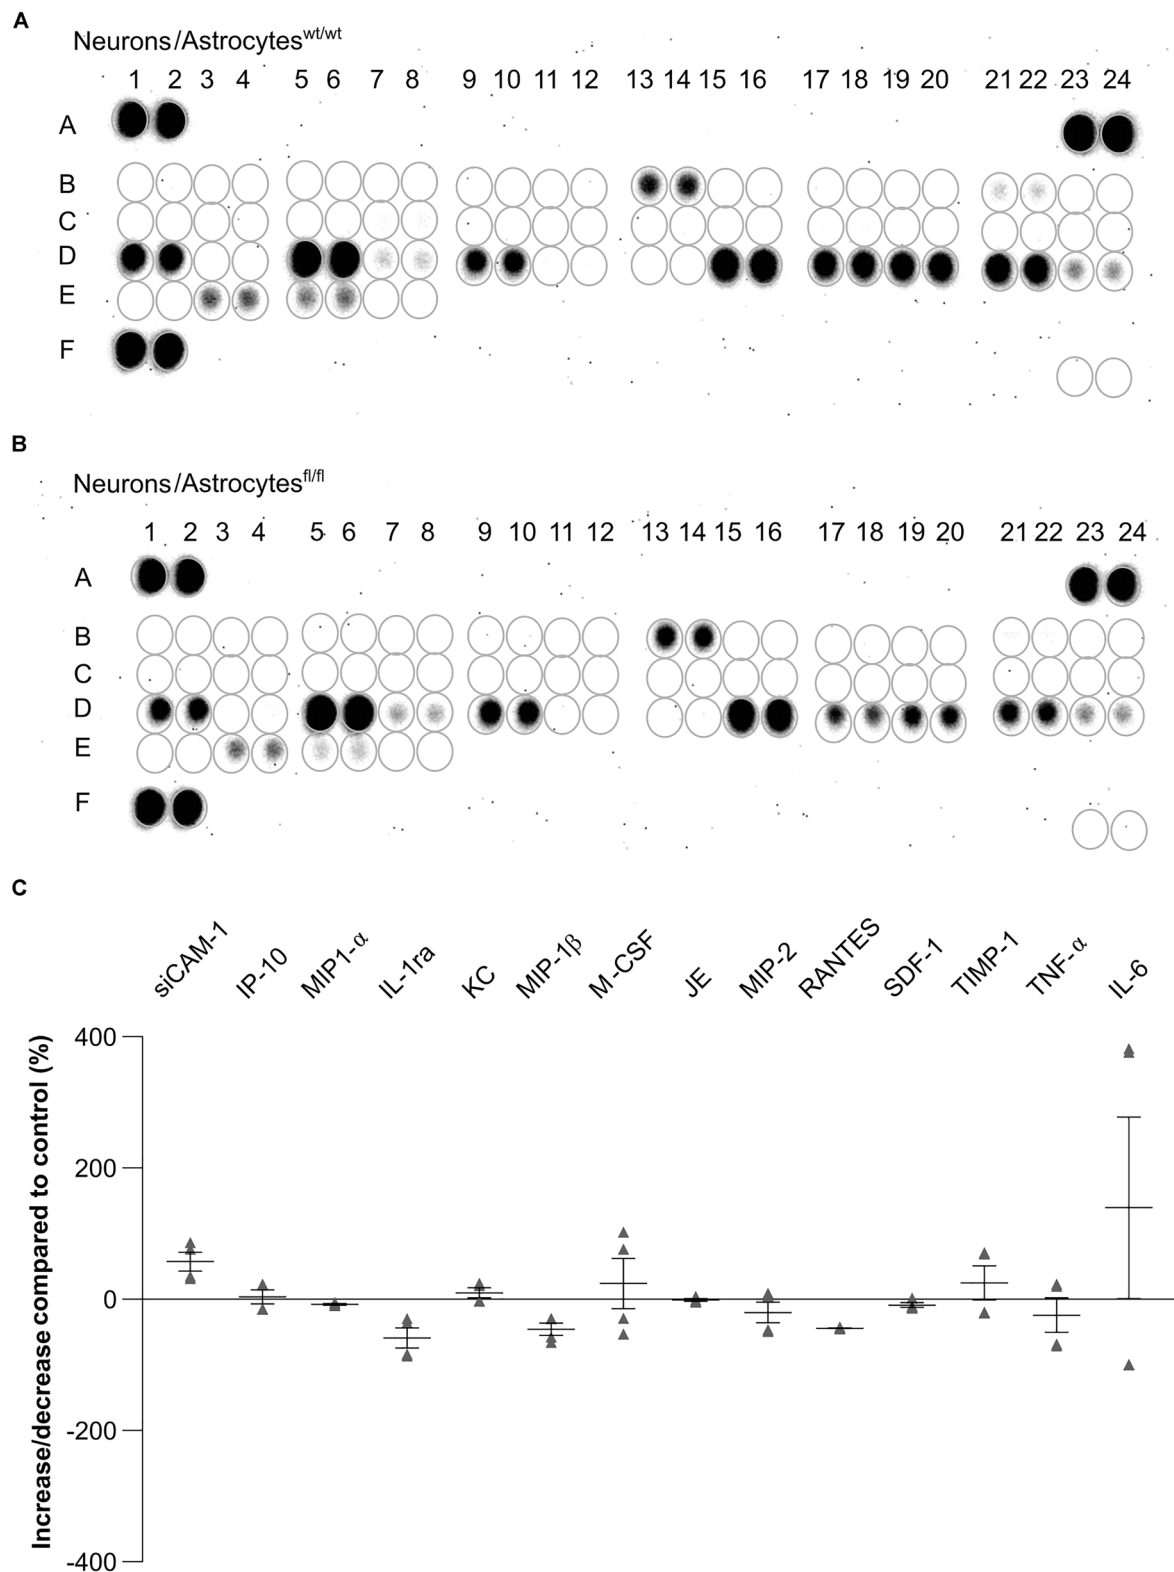 A
Neurons/Astrocytes^wt/wt
1 2 3 4 5 6 7 8 9 10 11 12 13 14 15 16 17 18 19 20 21 22 23 24
A
B
C
D
E
F
B
Neurons/Astrocytes^fl/fl
1 2 3 4 5 6 7 8 9 10 11 12 13 14 15 16 17 18 19 20 21 22 23 24
A
B
C
D
E
F
C
siCAM-1
IP-10
MIP1-α
IL-1ra
KC
MIP-1β
M-CSF
JE
MIP-2
RANTES
SDF-1
TIMP-1
TNF-α
IL-6
Increase/decrease compared to control (%)
400
200
0
-200
-400